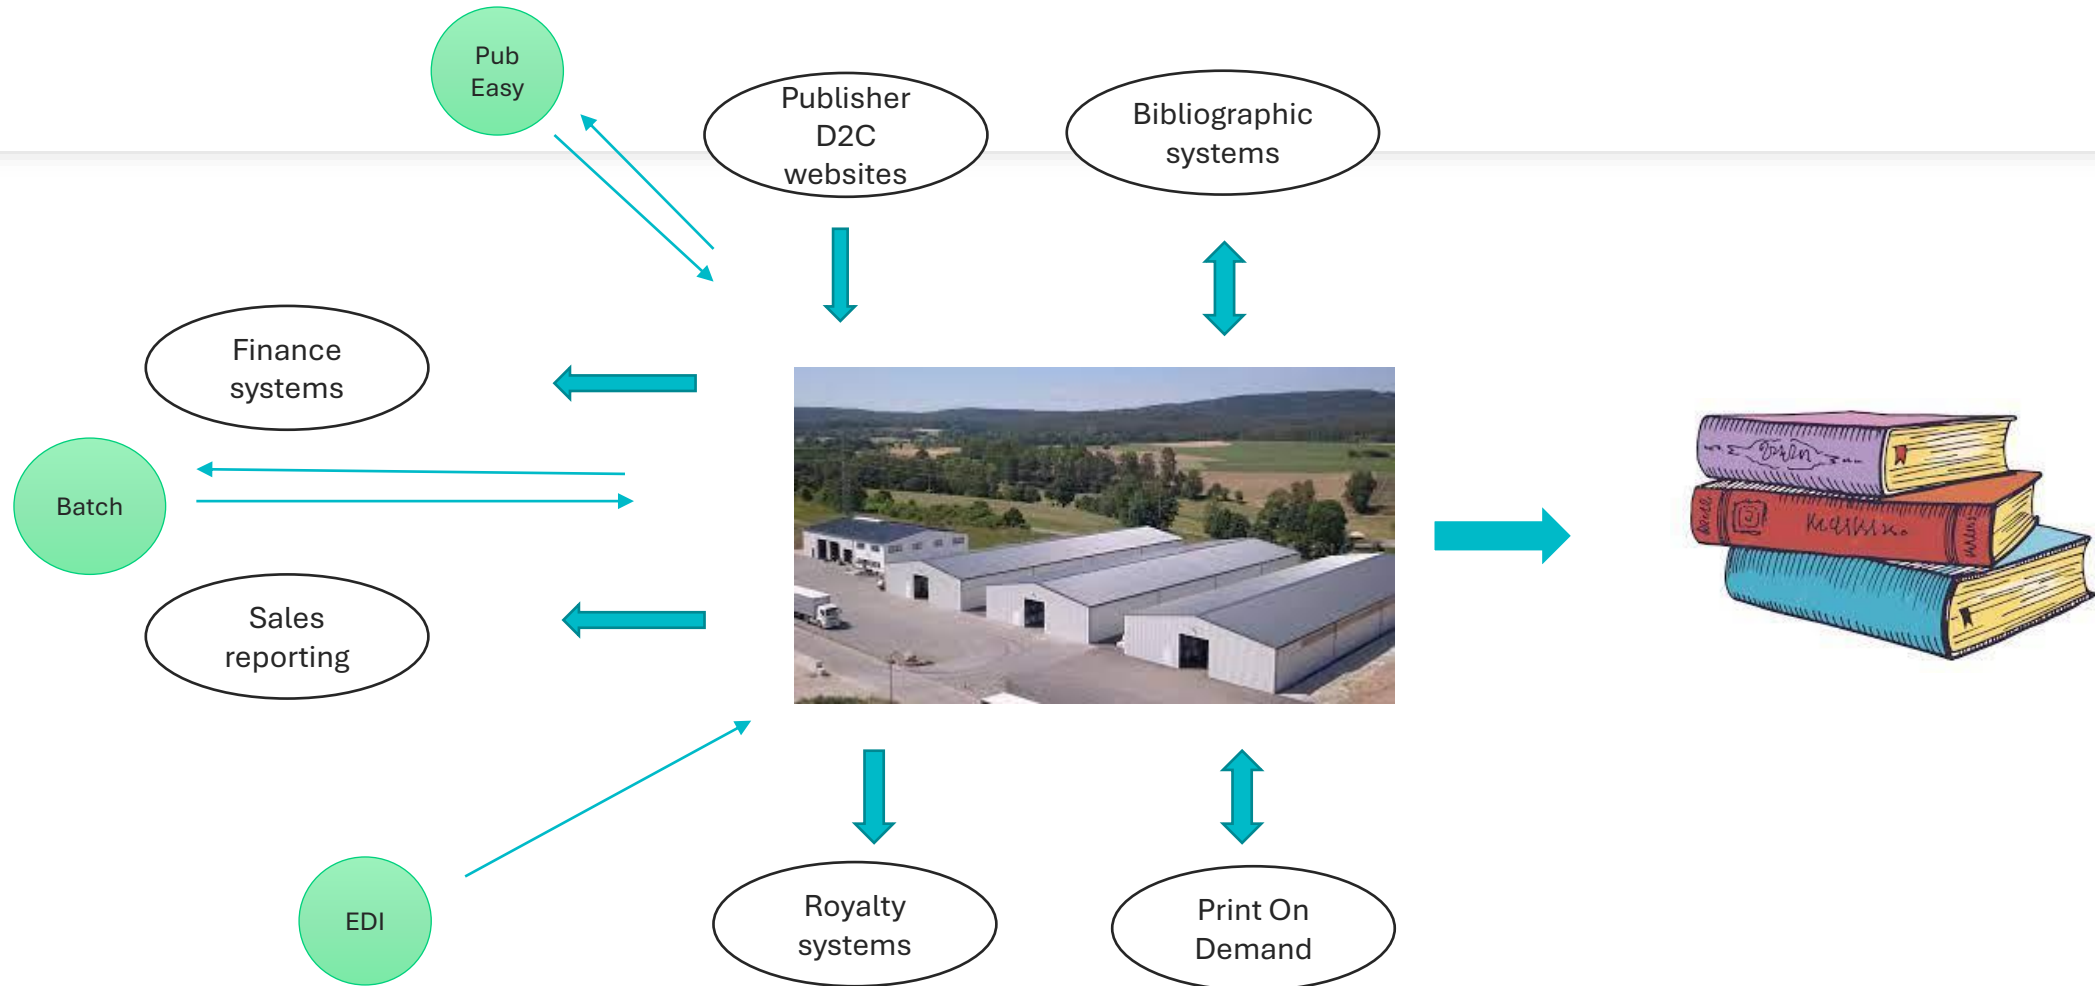 Pub
Easy
Publisher
D2C
websites
Bibliographic
systems
Finance
systems
Batch
Sales
reporting
EDI
Royalty
systems
Print On
Demand